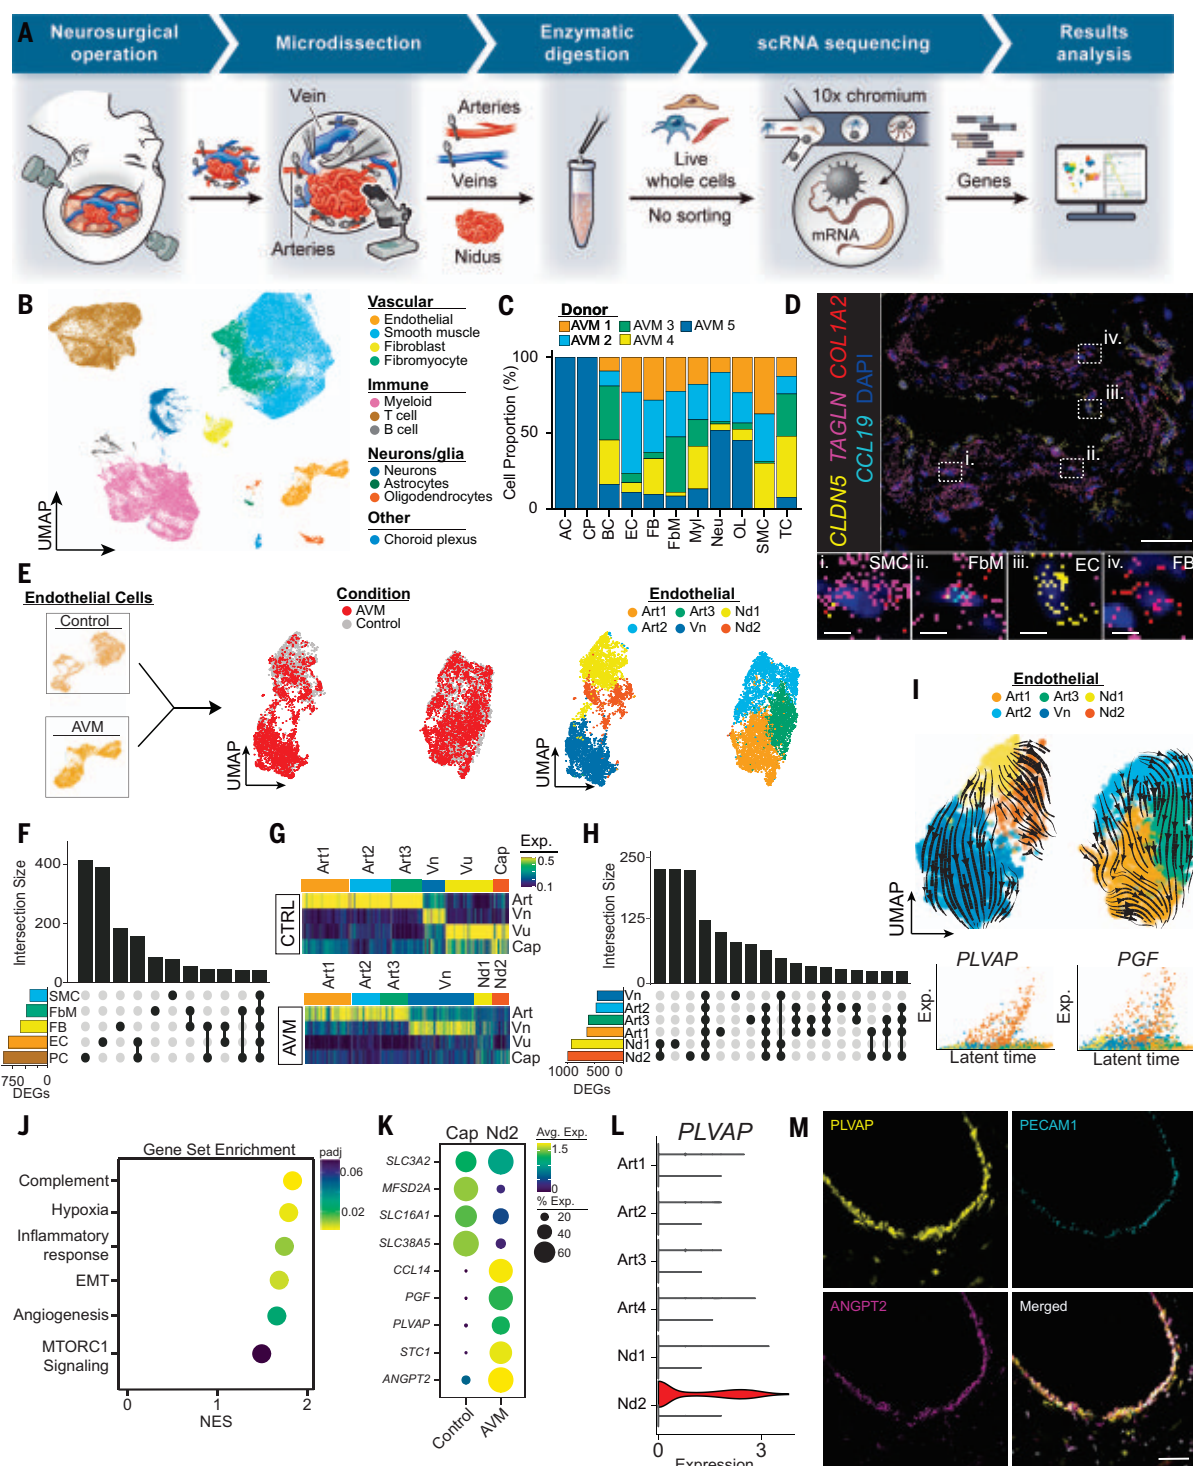 A
Neurosurgical
operation
Microdissection
Enzymatic
digestion
scRNA sequencing
Results
analysis
Vein
Arteries
Arteries
Veins
Nidus
Live
whole cells
No sorting
10x chromium
mRNA
Genes
B
UMAP
Vascular
Endothelial
Smooth muscle
Fibroblast
Fibromyocyte
Immune
Myeloid
T cell
B cell
Neurons/glia
Neurons
Astrocytes
Oligodendrocytes
Other
Choroid plexus
C
Donor
AVM 1 AVM 3 AVM 5
AVM 2 AVM 4
Cell Proportion (%)
100
50
0
AC CP BC EC FB FbM Myl Neu OL SMC TC
D
CLDN5 TAGLN COL1A2
CCL19 DAPI
i.
ii.
iii.
iv.
i. SMC
ii. FbM
iii. EC
iv. FB
E
Endothelial Cells
Control
AVM
Condition
AVM
Control
UMAP
Endothelial
Art1 Art3 Nd1
Art2 Vn Nd2
UMAP
F
Intersection Size
400
200
0
SMC
FbM
FB
EC
PC
750 0
DEGs
G
Exp.
0.5
0.1
Art1 Art2 Art3 Vn Vu Cap
CTRL
Art
Vn
Vu
Cap
Art1 Art2 Art3 Vn Nd1 Nd2
AVM
Art
Vn
Vu
Cap
H
Intersection Size
250
125
0
Vn
Art2
Art3
Art1
Nd1
Nd2
1000 500 0
DEGs
I
Endothelial
Art1 Art3 Nd1
Art2 Vn Nd2
UMAP
PLVAP
Exp.
Latent time
PGF
Exp.
Latent time
J
Gene Set Enrichment
padj
0.06
0.02
Complement
Hypoxia
Inflammatory
response
EMT
Angiogenesis
MTORC1
Signaling
0 1 2
NES
K
Cap Nd2
SLC3A2
MFSD2A
SLC16A1
SLC38A5
CCL14
PGF
PLVAP
STC1
ANGPT2
Control AVM
Avg. Exp.
1.5
0
% Exp.
20
40
60
L
PLVAP
Art1
Art2
Art3
Art4
Nd1
Nd2
0 3
Expression
M
PLVAP
PECAM1
ANGPT2
Merged